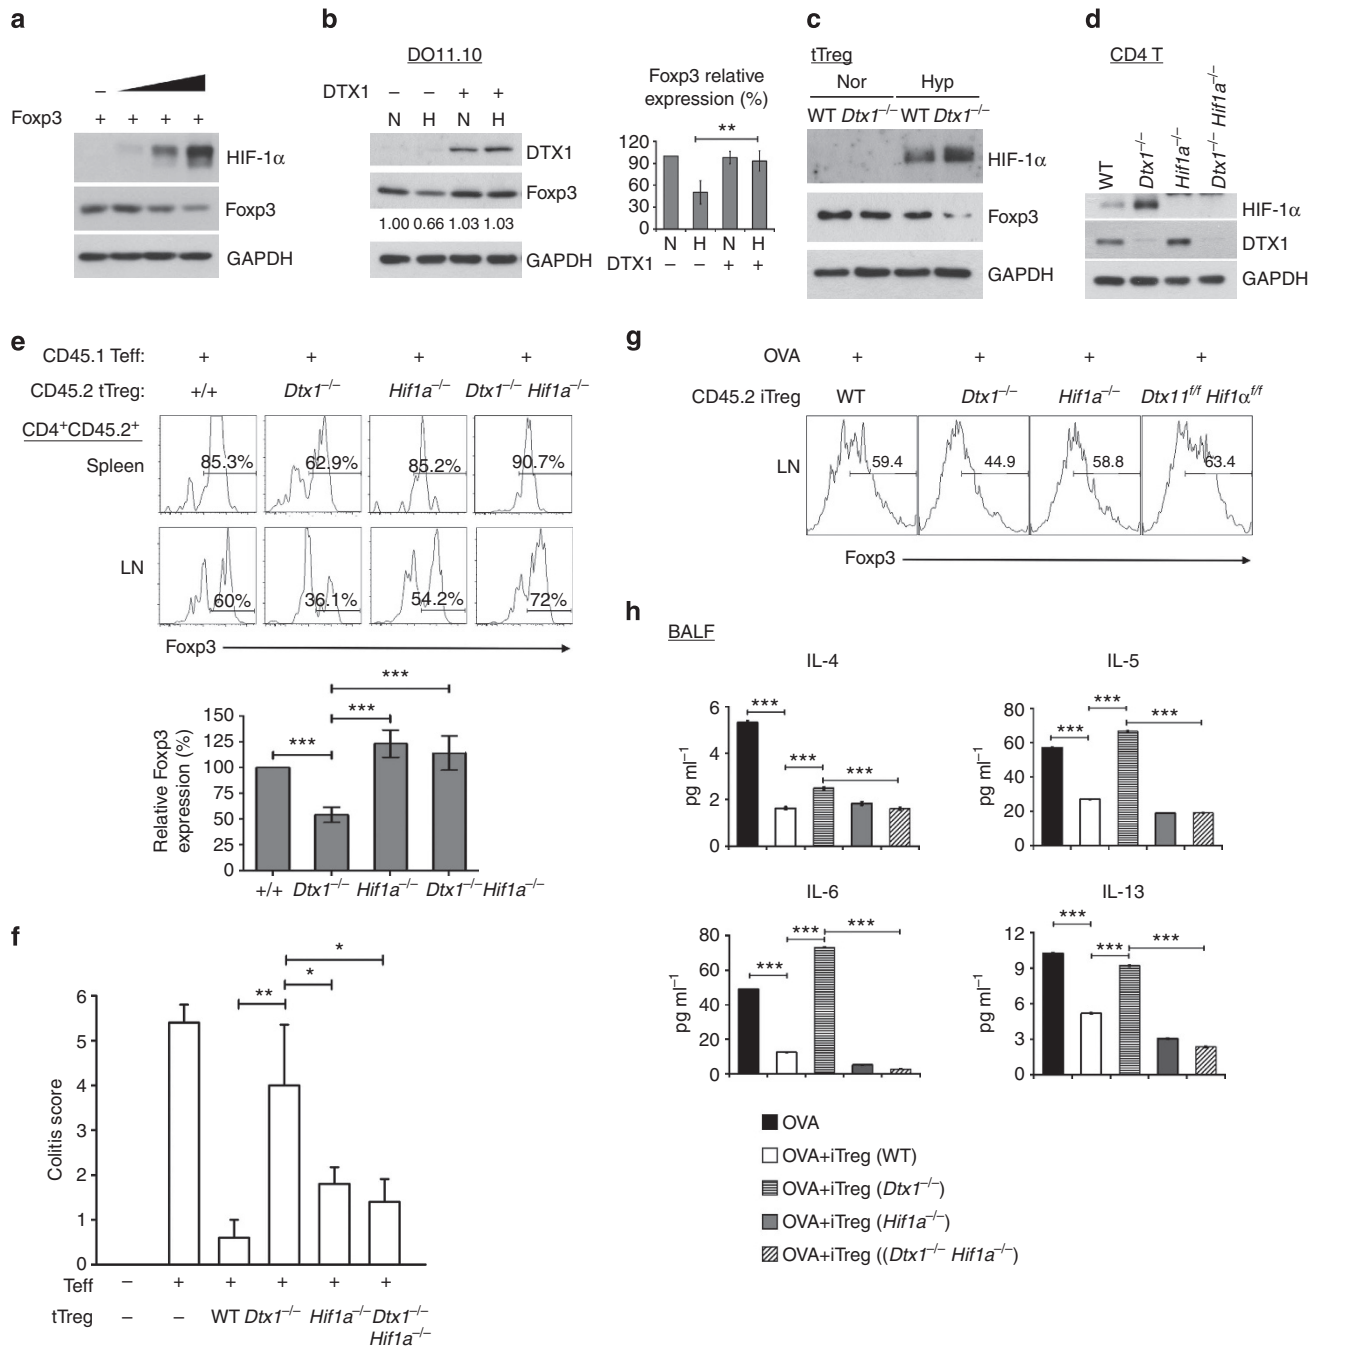 a
–
Foxp3 + + + +
HIF-1α
Foxp3
GAPDH
b
DO11.10
DTX1 – – + +
N H N H
DTX1
Foxp3
1.00 0.66 1.03 1.03
GAPDH
Foxp3 relative
expression (%)
**
120
90
60
30
0
N H N H
DTX1 – – + +
c
tTreg
Nor Hyp
WT Dtx1–/– WT Dtx1–/–
HIF-1α
Foxp3
GAPDH
d
CD4 T
WT
Dtx1–/–
Hif1a–/–
Dtx1–/– Hif1a–/–
HIF-1α
DTX1
GAPDH
e
CD45.1 Teff: + + + +
CD45.2 tTreg: +/+ Dtx1–/– Hif1a–/– Dtx1–/– Hif1a–/–
CD4+CD45.2+
Spleen
85.3% 62.9% 85.2% 90.7%
LN
60% 36.1% 54.2% 72%
Foxp3
***
***
***
Relative Foxp3
expression (%)
150
125
100
75
50
25
0
+/+ Dtx1–/– Hif1a–/– Dtx1–/–Hif1a–/–
f
*
*
**
Colitis score
6
5
4
3
2
1
0
Teff – + + + + +
tTreg – – WT Dtx1–/– Hif1a–/– Dtx1–/–
Hif1a–/–
g
OVA + + + +
CD45.2 iTreg WT Dtx1–/– Hif1a–/– Dtx11f/f Hif1αf/f
LN
59.4 44.9 58.8 63.4
Foxp3
h
BALF
IL-4
***
***
***
pg ml–1
6
4
2
0
IL-5
***
***
***
pg ml–1
80
60
40
20
0
IL-6
***
***
***
pg ml–1
80
60
40
20
0
IL-13
***
***
***
pg ml–1
12
9
6
3
0
OVA
OVA+iTreg (WT)
OVA+iTreg (Dtx1–/–)
OVA+iTreg (Hif1a–/–)
OVA+iTreg ((Dtx1–/– Hif1a–/–)